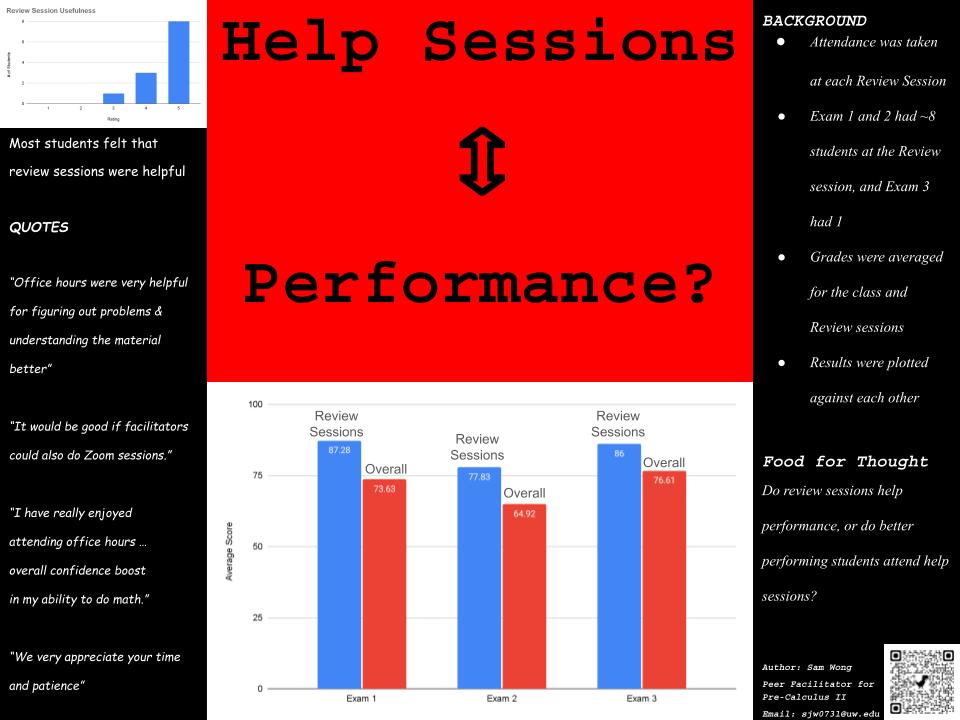 Review Session Usefulness
8
6
4
2
0
# of Students
1 2 3 4 5
Rating
Most students felt that
review sessions were helpful
QUOTES
“Office hours were very helpful
for figuring out problems &
understanding the material
better”
“It would be good if facilitators
could also do Zoom sessions.”
“I have really enjoyed
attending office hours …
overall confidence boost
in my ability to do math.”
“We very appreciate your time
and patience”
Help Sessions
⇕
Performance?
100
75
50
25
0
Average Score
Review
Sessions
87.28
Overall
73.63
Review
Sessions
77.83
Overall
64.92
Review
Sessions
86
Overall
76.61
Exam 1 Exam 2 Exam 3
BACKGROUND
● Attendance was taken
at each Review Session
● Exam 1 and 2 had ~8
students at the Review
session, and Exam 3
had 1
● Grades were averaged
for the class and
Review sessions
● Results were plotted
against each other
Food for Thought
Do review sessions help
performance, or do better
performing students attend help
sessions?
Author: Sam Wong
Peer Facilitator for
Pre-Calculus II
Email: sjw0731@uw.edu